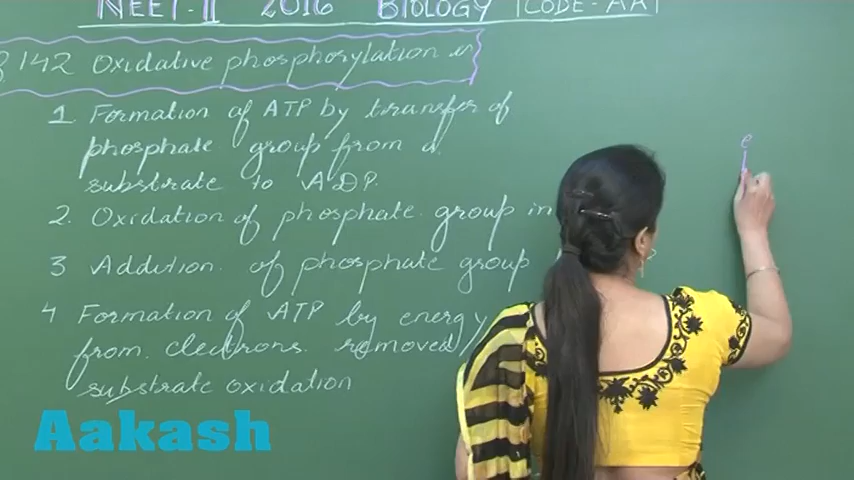 NEET-II 2016 BIOLOGY (CODE-AAT
142 Oxidative phosphorylation is
1. Formation of ATP by transfer of
phosphate group from a
substrate to ADP.
2. Oxidation of phosphate group in
3 Addition of phosphate group
4 Formation of ATP by energy
from electrons removed
substrate oxidation
e
Aakash